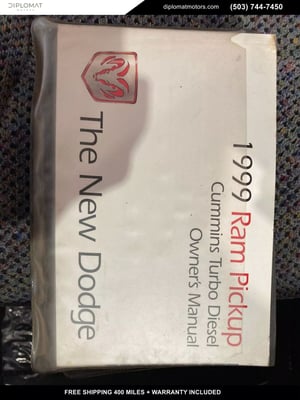 DIPLOMAT
diplomatmotors.com
(503) 744-7450
1999 Ram Pickup
Cummins Turbo Diesel
Owner's Manual
The New Dodge
FREE SHIPPING 400 MILES + WARRANTY INCLUDED